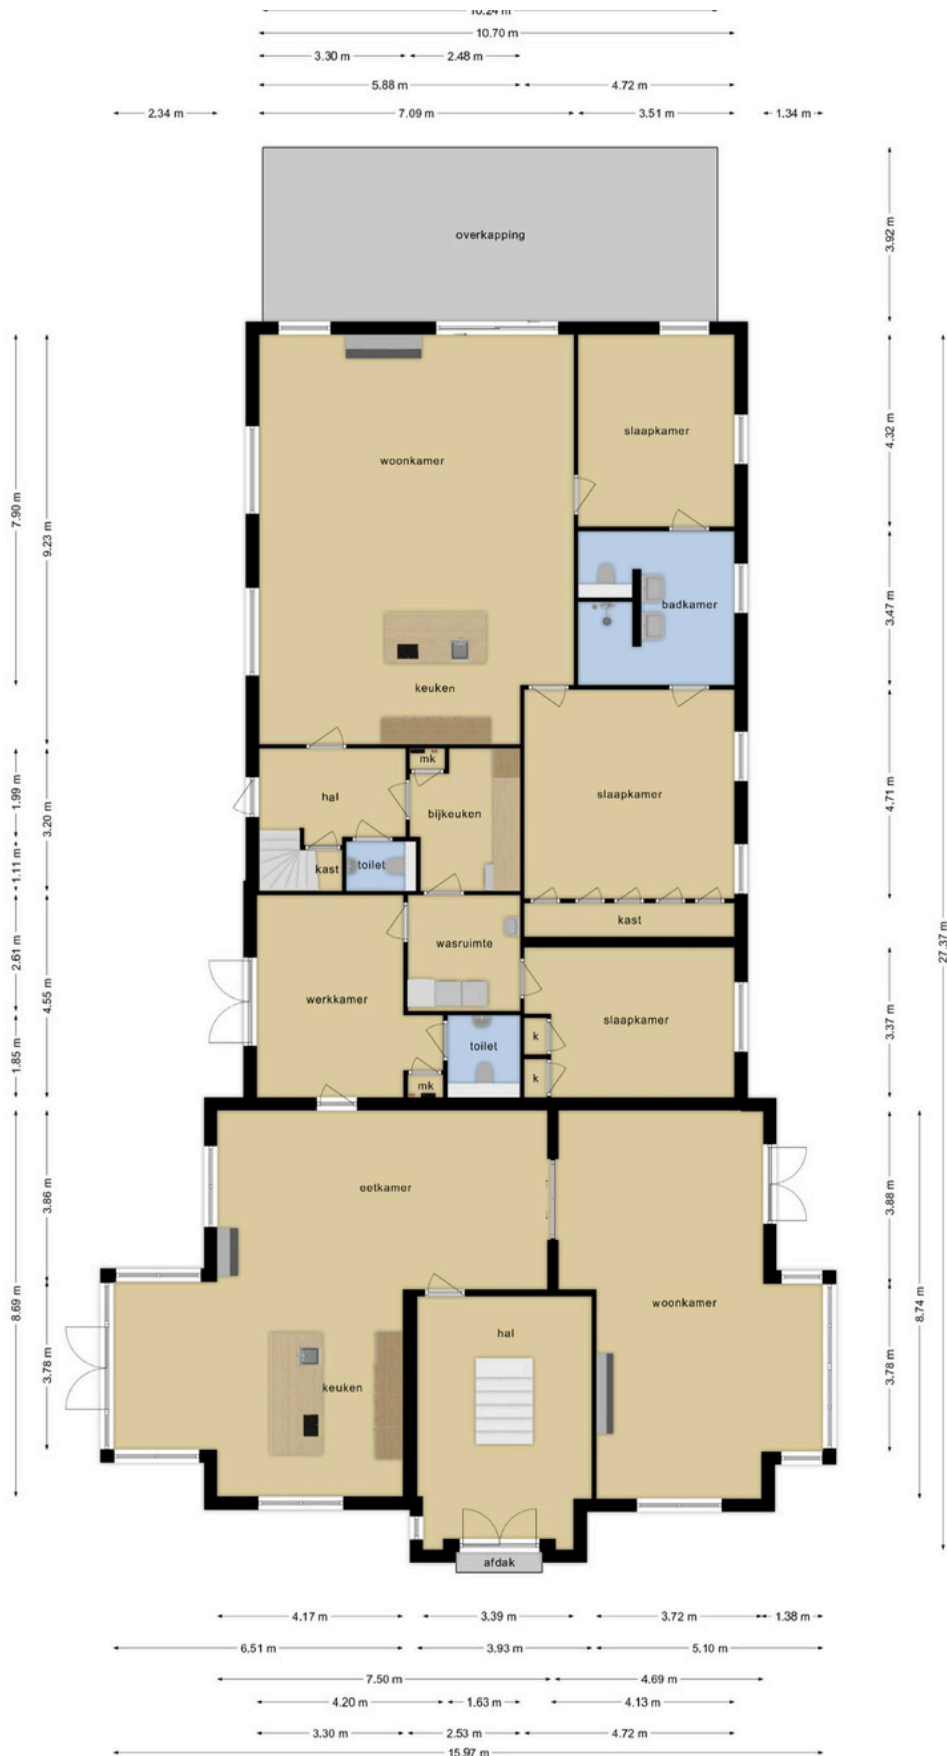 10.24 m
10.70 m
3.30 m
2.48 m
5.88 m
4.72 m
2.34 m
7.09 m
3.51 m
1.34 m
overkapping
3.92 m
woonkamer
slaapkamer
4.32 m
7.90 m
9.23 m
badkamer
3.47 m
keuken
mk
hal
bijkeuken
slaapkamer
1.99 m
3.20 m
4.71 m
kast
toilet
1.11 m
kast
wasruimte
2.61 m
27.37 m
werkkamer
4.55 m
slaapkamer
3.37 m
k
toilet
1.85 m
k
mk
eetkamer
3.86 m
3.88 m
woonkamer
8.69 m
8.74 m
hal
3.78 m
3.78 m
keuken
afdak
4.17 m
3.39 m
3.72 m
1.38 m
6.51 m
3.93 m
5.10 m
7.50 m
4.69 m
4.20 m
1.63 m
4.13 m
3.30 m
2.53 m
4.72 m
15.97 m